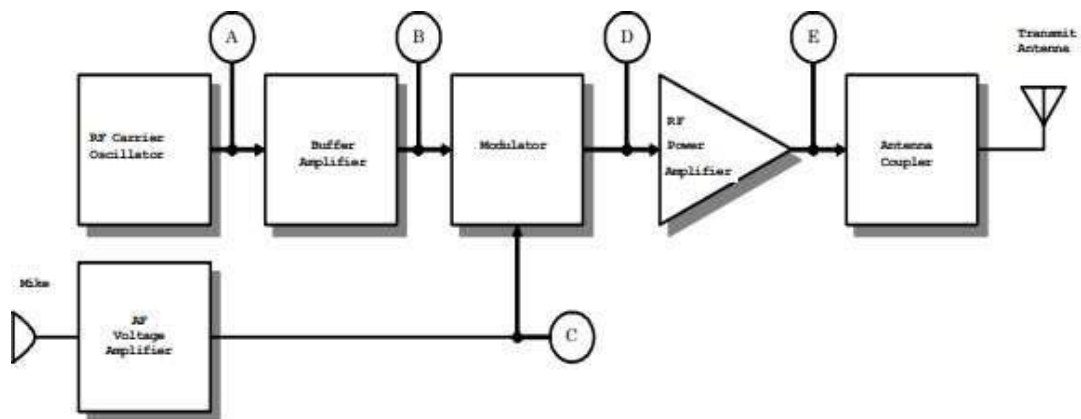 A
B
D
E
Transmit
Antenna
RF Carrier
Oscillator
Buffer
Amplifier
Modulator
RF
Power
Amplifier
Antenna
Coupler
Mike
AF
Voltage
Amplifier
C